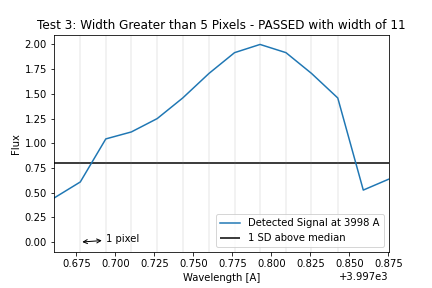 Test 3: Width Greater than 5 Pixels - PASSED with width of 11
2.00
1.75
1.50
1.25
1.00
0.75
0.50
0.25
0.00
Flux
1 pixel
Detected Signal at 3998 A
1 SD above median
0.675 0.700 0.725 0.750 0.775 0.800 0.825 0.850 0.875
Wavelength [A]
+3.997e3